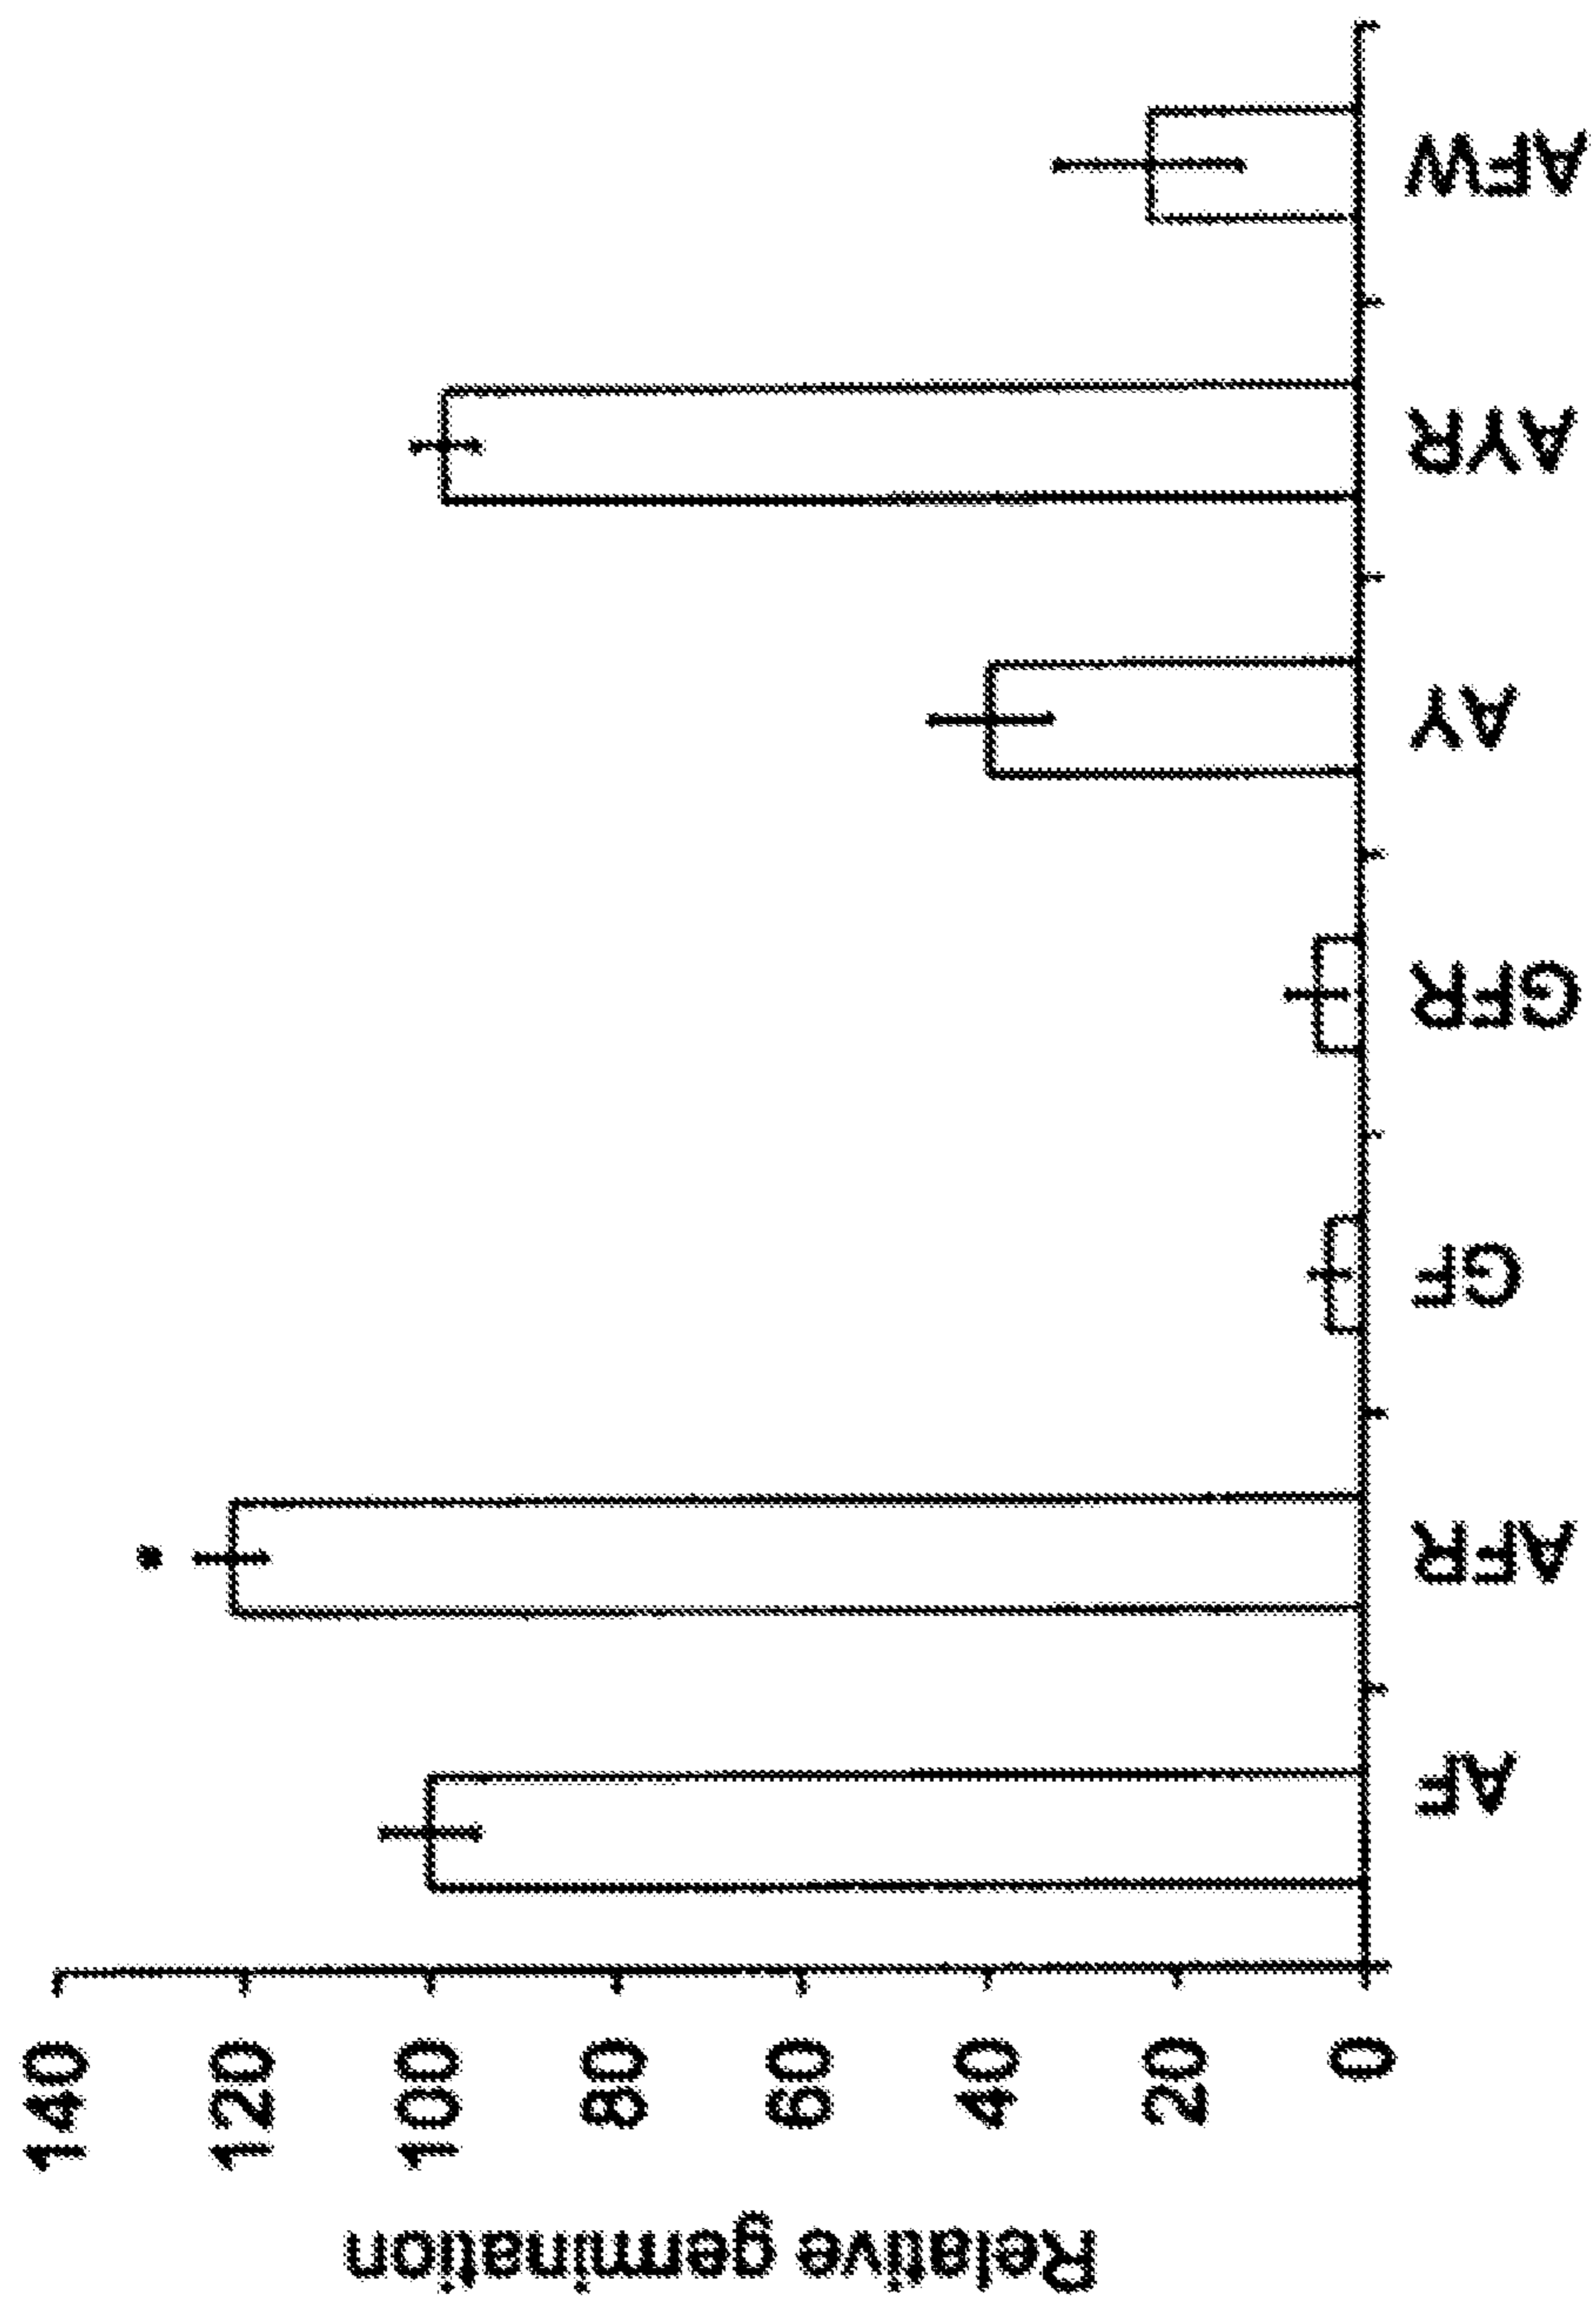 Relative germination
140
120
100
80
60
40
20
0
*
AF
AFR
GF
GFR
AY
AYR
AFW